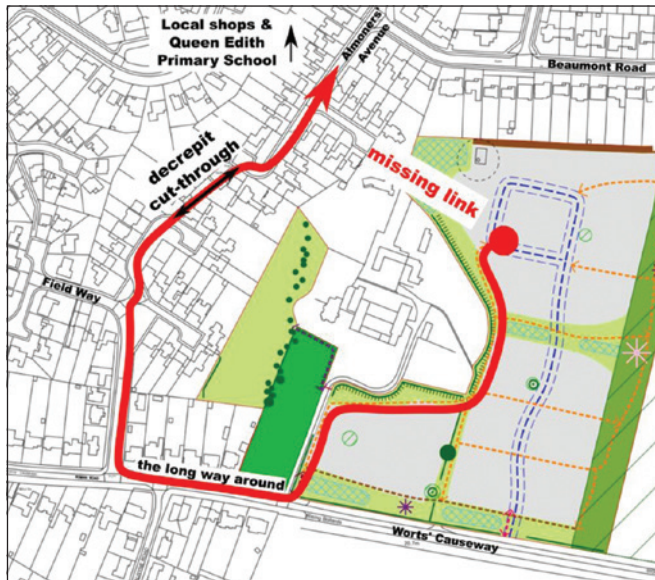 Local shops &
Queen Edith
Primary School
Almoners'
Avenue
Beaumont Road
decrepit
cut-through
missing link
Field Way
the long way around
Worts' Causeway